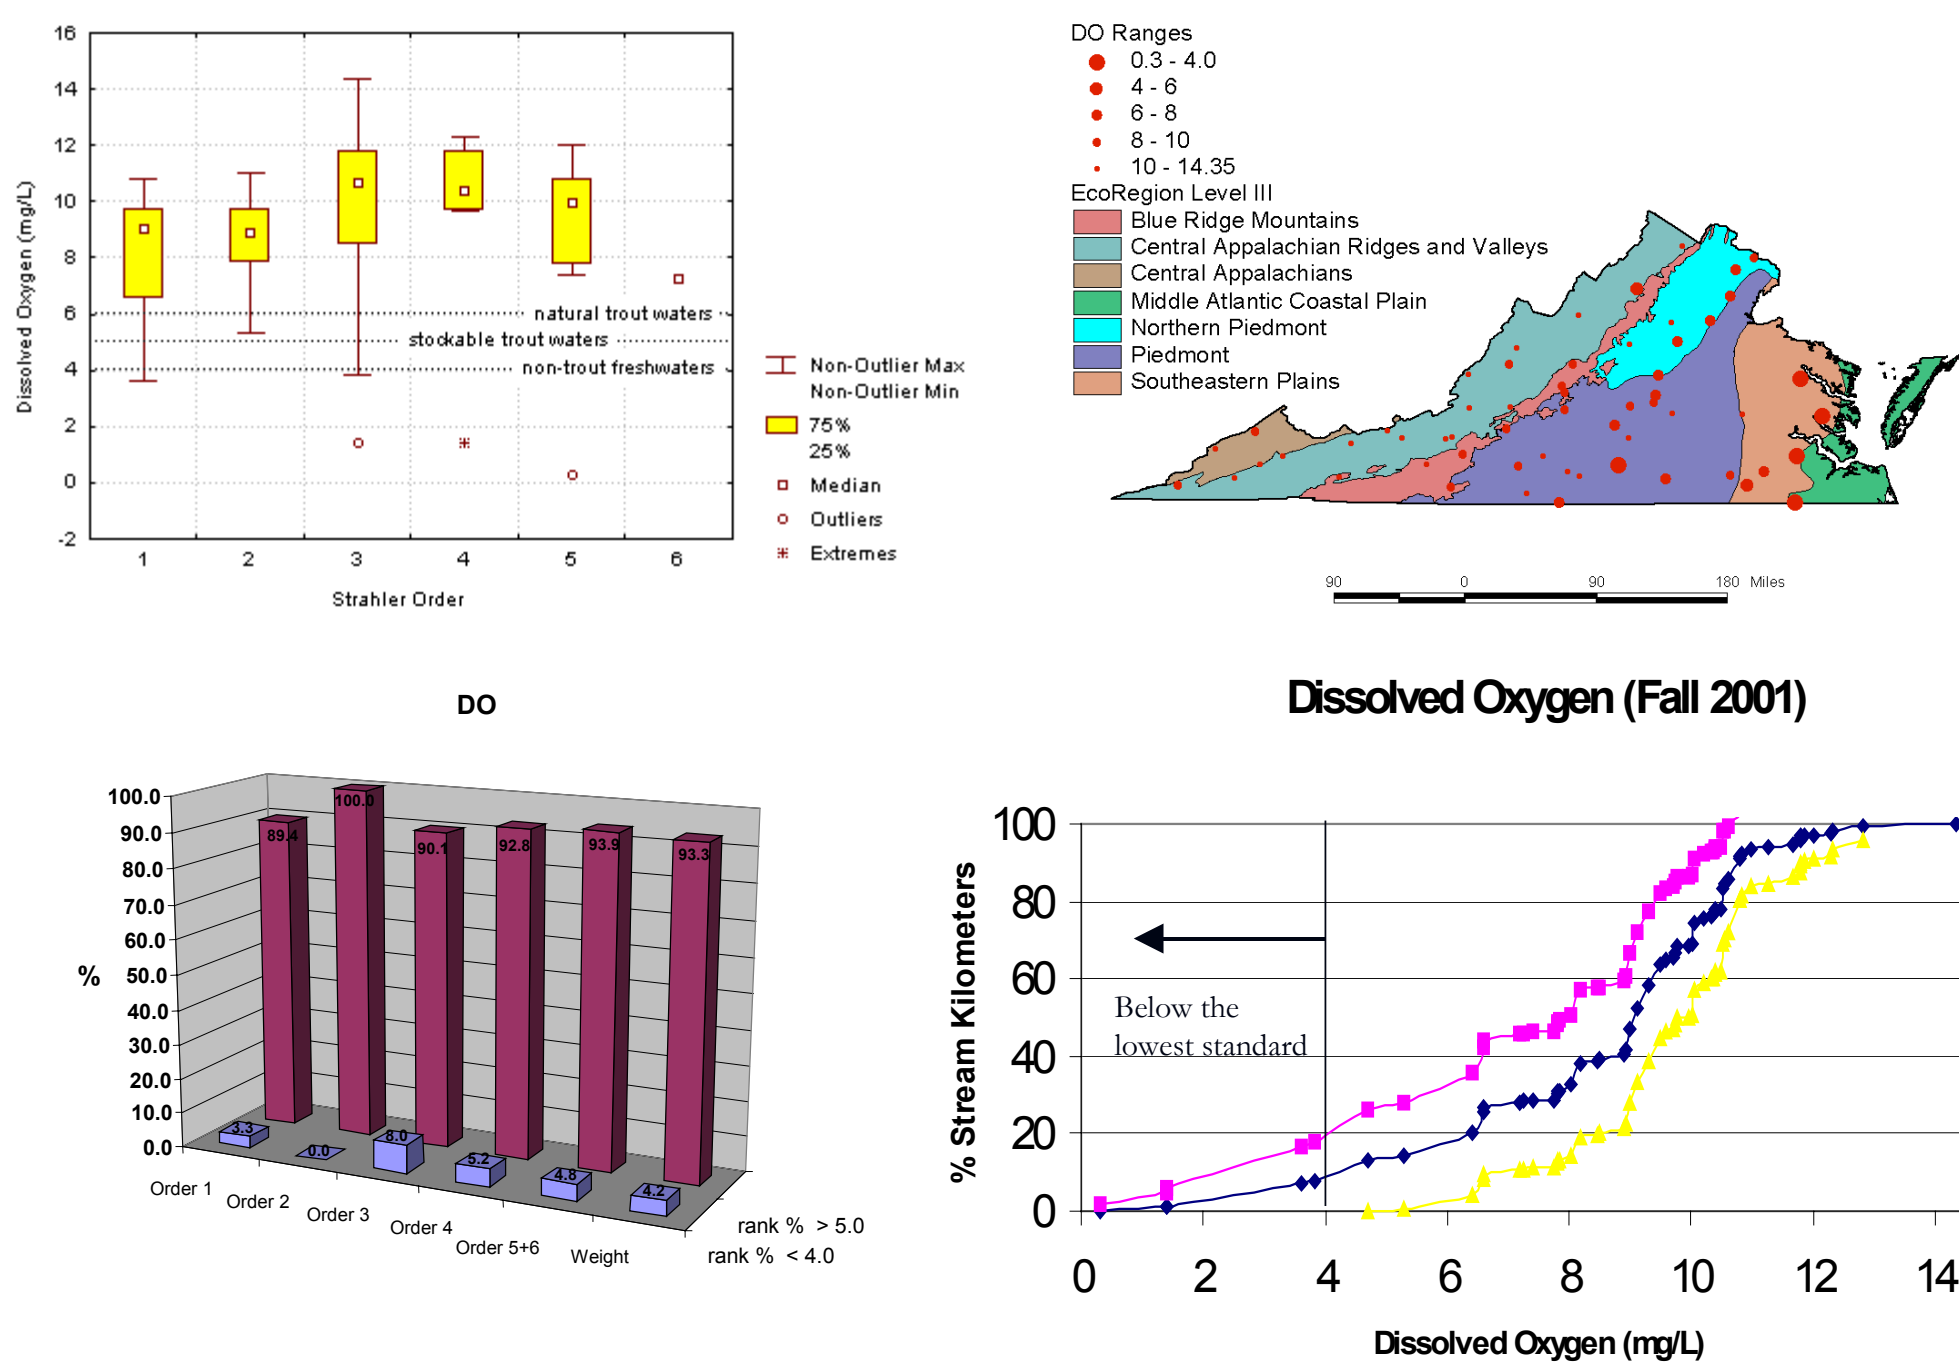 16
14
12
10
8
6
4
2
0
-2
Dissolved Oxygen (mg/L)
natural trout waters
stockable trout waters
non-trout freshwaters
1 2 3 4 5 6
Strahler Order
Non-Outlier Max
Non-Outlier Min
75%
25%
Median
Outliers
Extremes
DO Ranges
0.3 - 4.0
4 - 6
6 - 8
8 - 10
10 - 14.35
EcoRegion Level III
Blue Ridge Mountains
Central Appalachian Ridges and Valleys
Central Appalachians
Middle Atlantic Coastal Plain
Northern Piedmont
Piedmont
Southeastern Plains
90 0 90 180 Miles
DO
100.0
90.0
80.0
70.0
60.0
50.0
40.0
30.0
20.0
10.0
0.0
%
89.4 100.0 90.1 92.8 93.9 93.3
3.3 0.0 8.0 5.2 4.8 4.2
Order 1 Order 2 Order 3 Order 4 Order 5+6 Weight
rank % > 5.0
rank % < 4.0
Dissolved Oxygen (Fall 2001)
100
80
60
40
20
0
% Stream Kilometers
Below the
lowest standard
0 2 4 6 8 10 12 14
Dissolved Oxygen (mg/L)